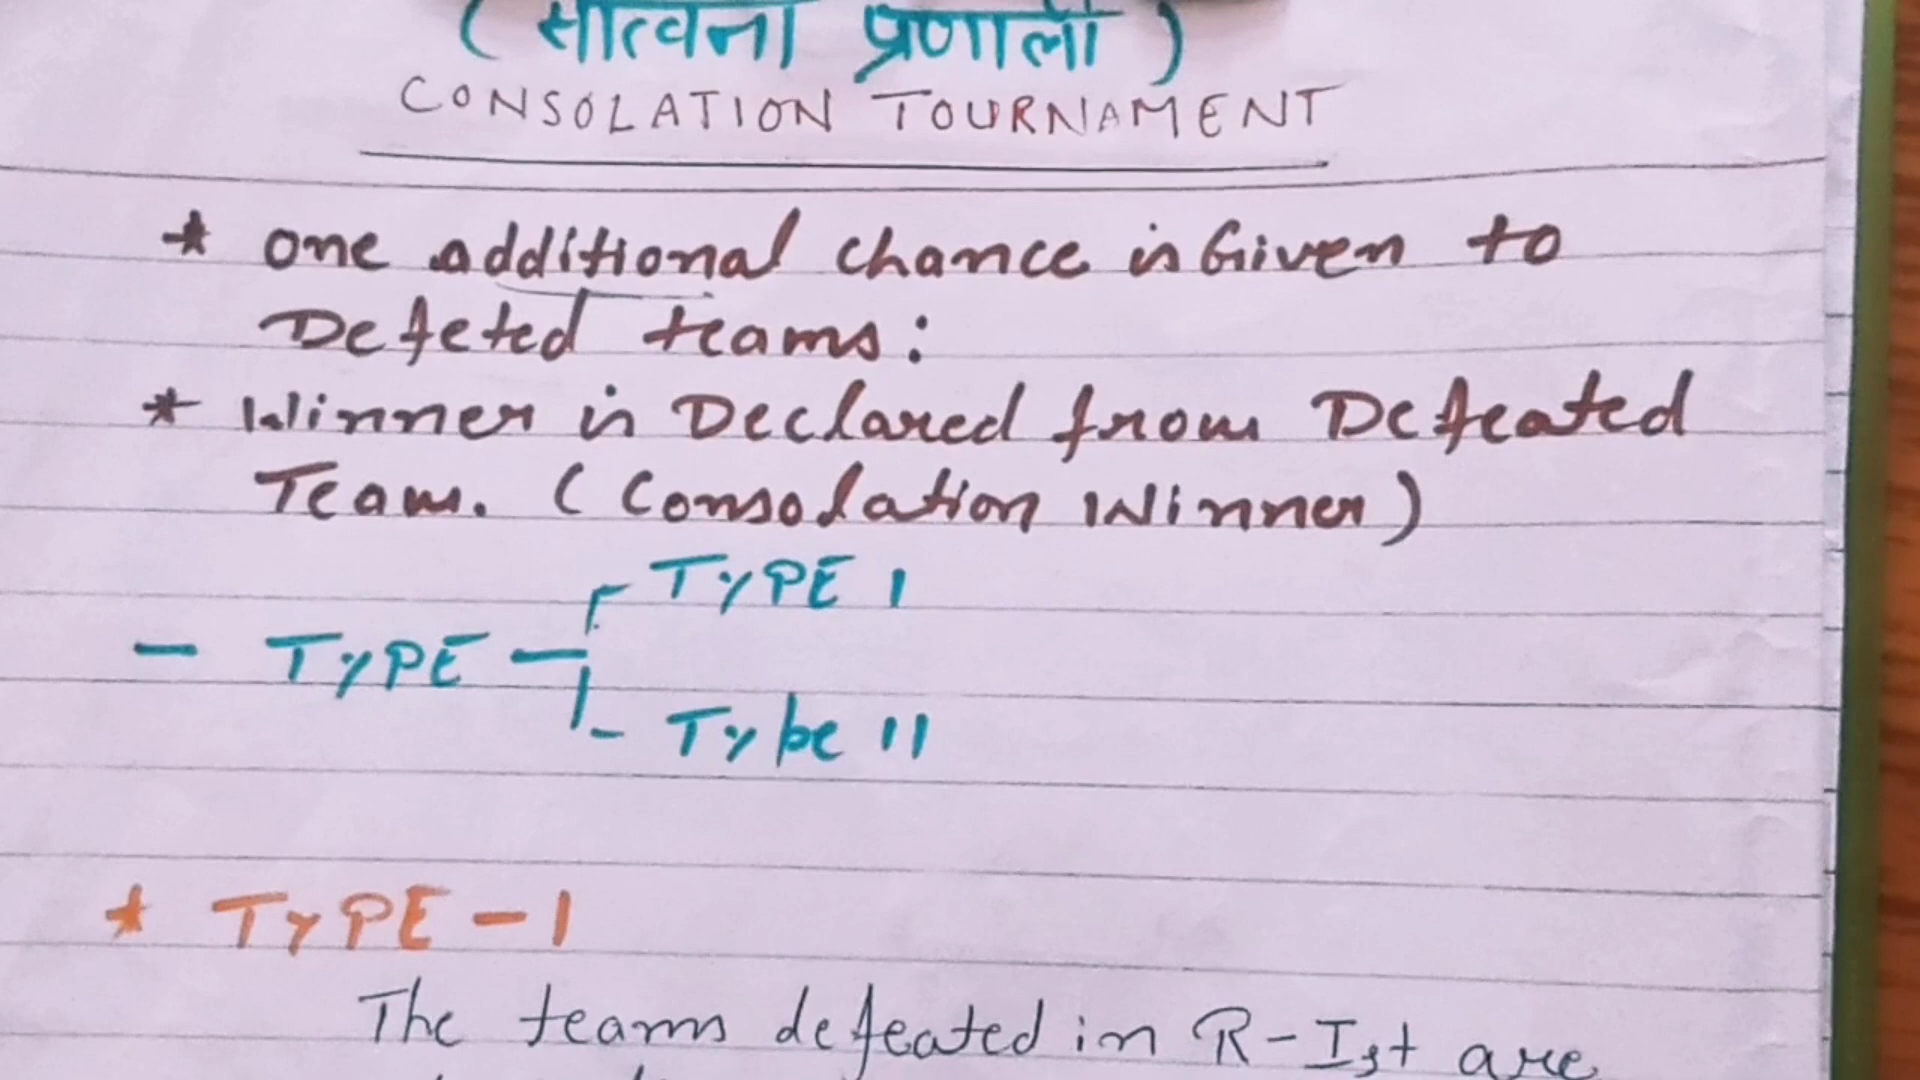 ( सांत्वना प्रणाली )
CONSOLATION TOURNAMENT
* one additional chance is Given to
Defeted teams:
* Winner is Declared from Defeated
Team. ( Consolation Winner )
TYPE I
- TYPE
Type II
* TYPE - I
The teams defeated in R-Ist are